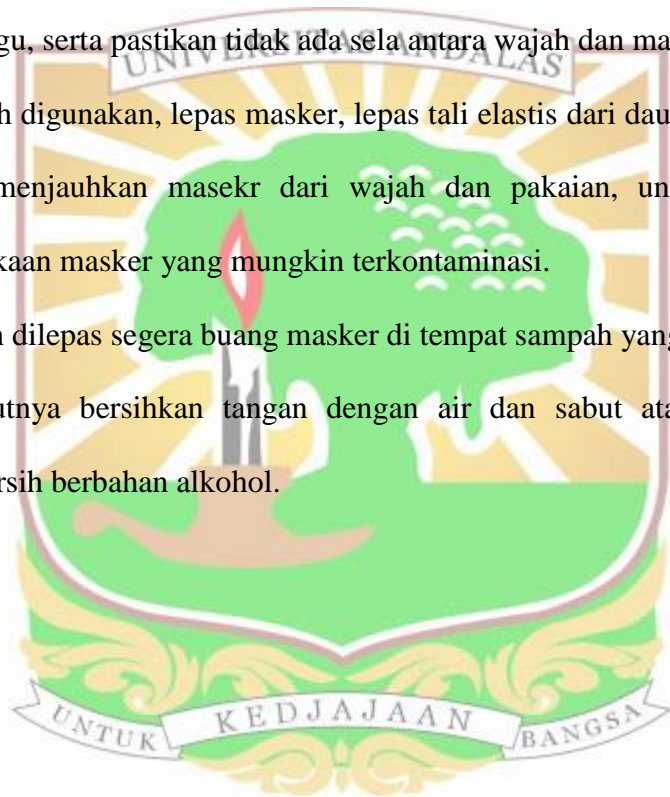 gu, serta pastikan tidak ada sela antara wajah dan ma
UNIVERSITAS ANDALAS
h digunakan, lepas masker, lepas tali elastis dari dau
menjauhkan masekr dari wajah dan pakaian, un
kaan masker yang mungkin terkontaminasi.
n dilepas segera buang masker di tempat sampah yang
utnya bersihkan tangan dengan air dan sabut ata
rsih berbahan alkohol.
UNTUK KEDJAJAAN BANGSA